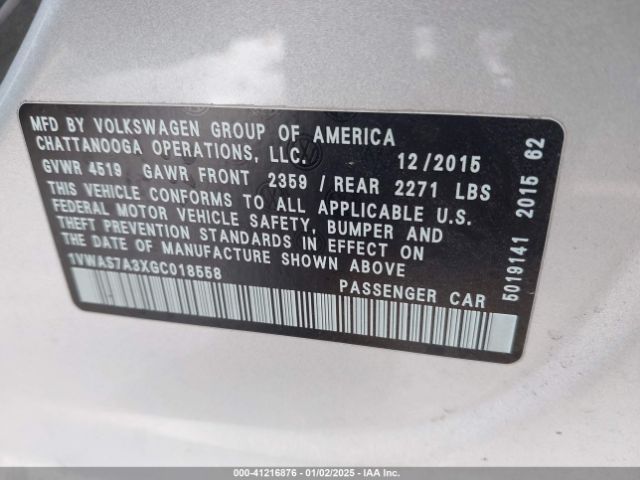 MFD BY VOLKSWAGEN GROUP OF AMERICA
CHATTANOOGA OPERATIONS, LLC. 12/2015
GVWR 4519 GAWR FRONT 2359 / REAR 2271 LBS
THIS VEHICLE CONFORMS TO ALL APPLICABLE U.S.
FEDERAL MOTOR VEHICLE SAFETY, BUMPER AND
THEFT PREVENTION STANDARDS IN EFFECT ON
THE DATE OF MANUFACTURE SHOWN ABOVE
1VWAS7A3XGC018558
PASSENGER CAR
5019141 2015 62
000-41216876 - 01/02/2025 - IAAI, Inc.